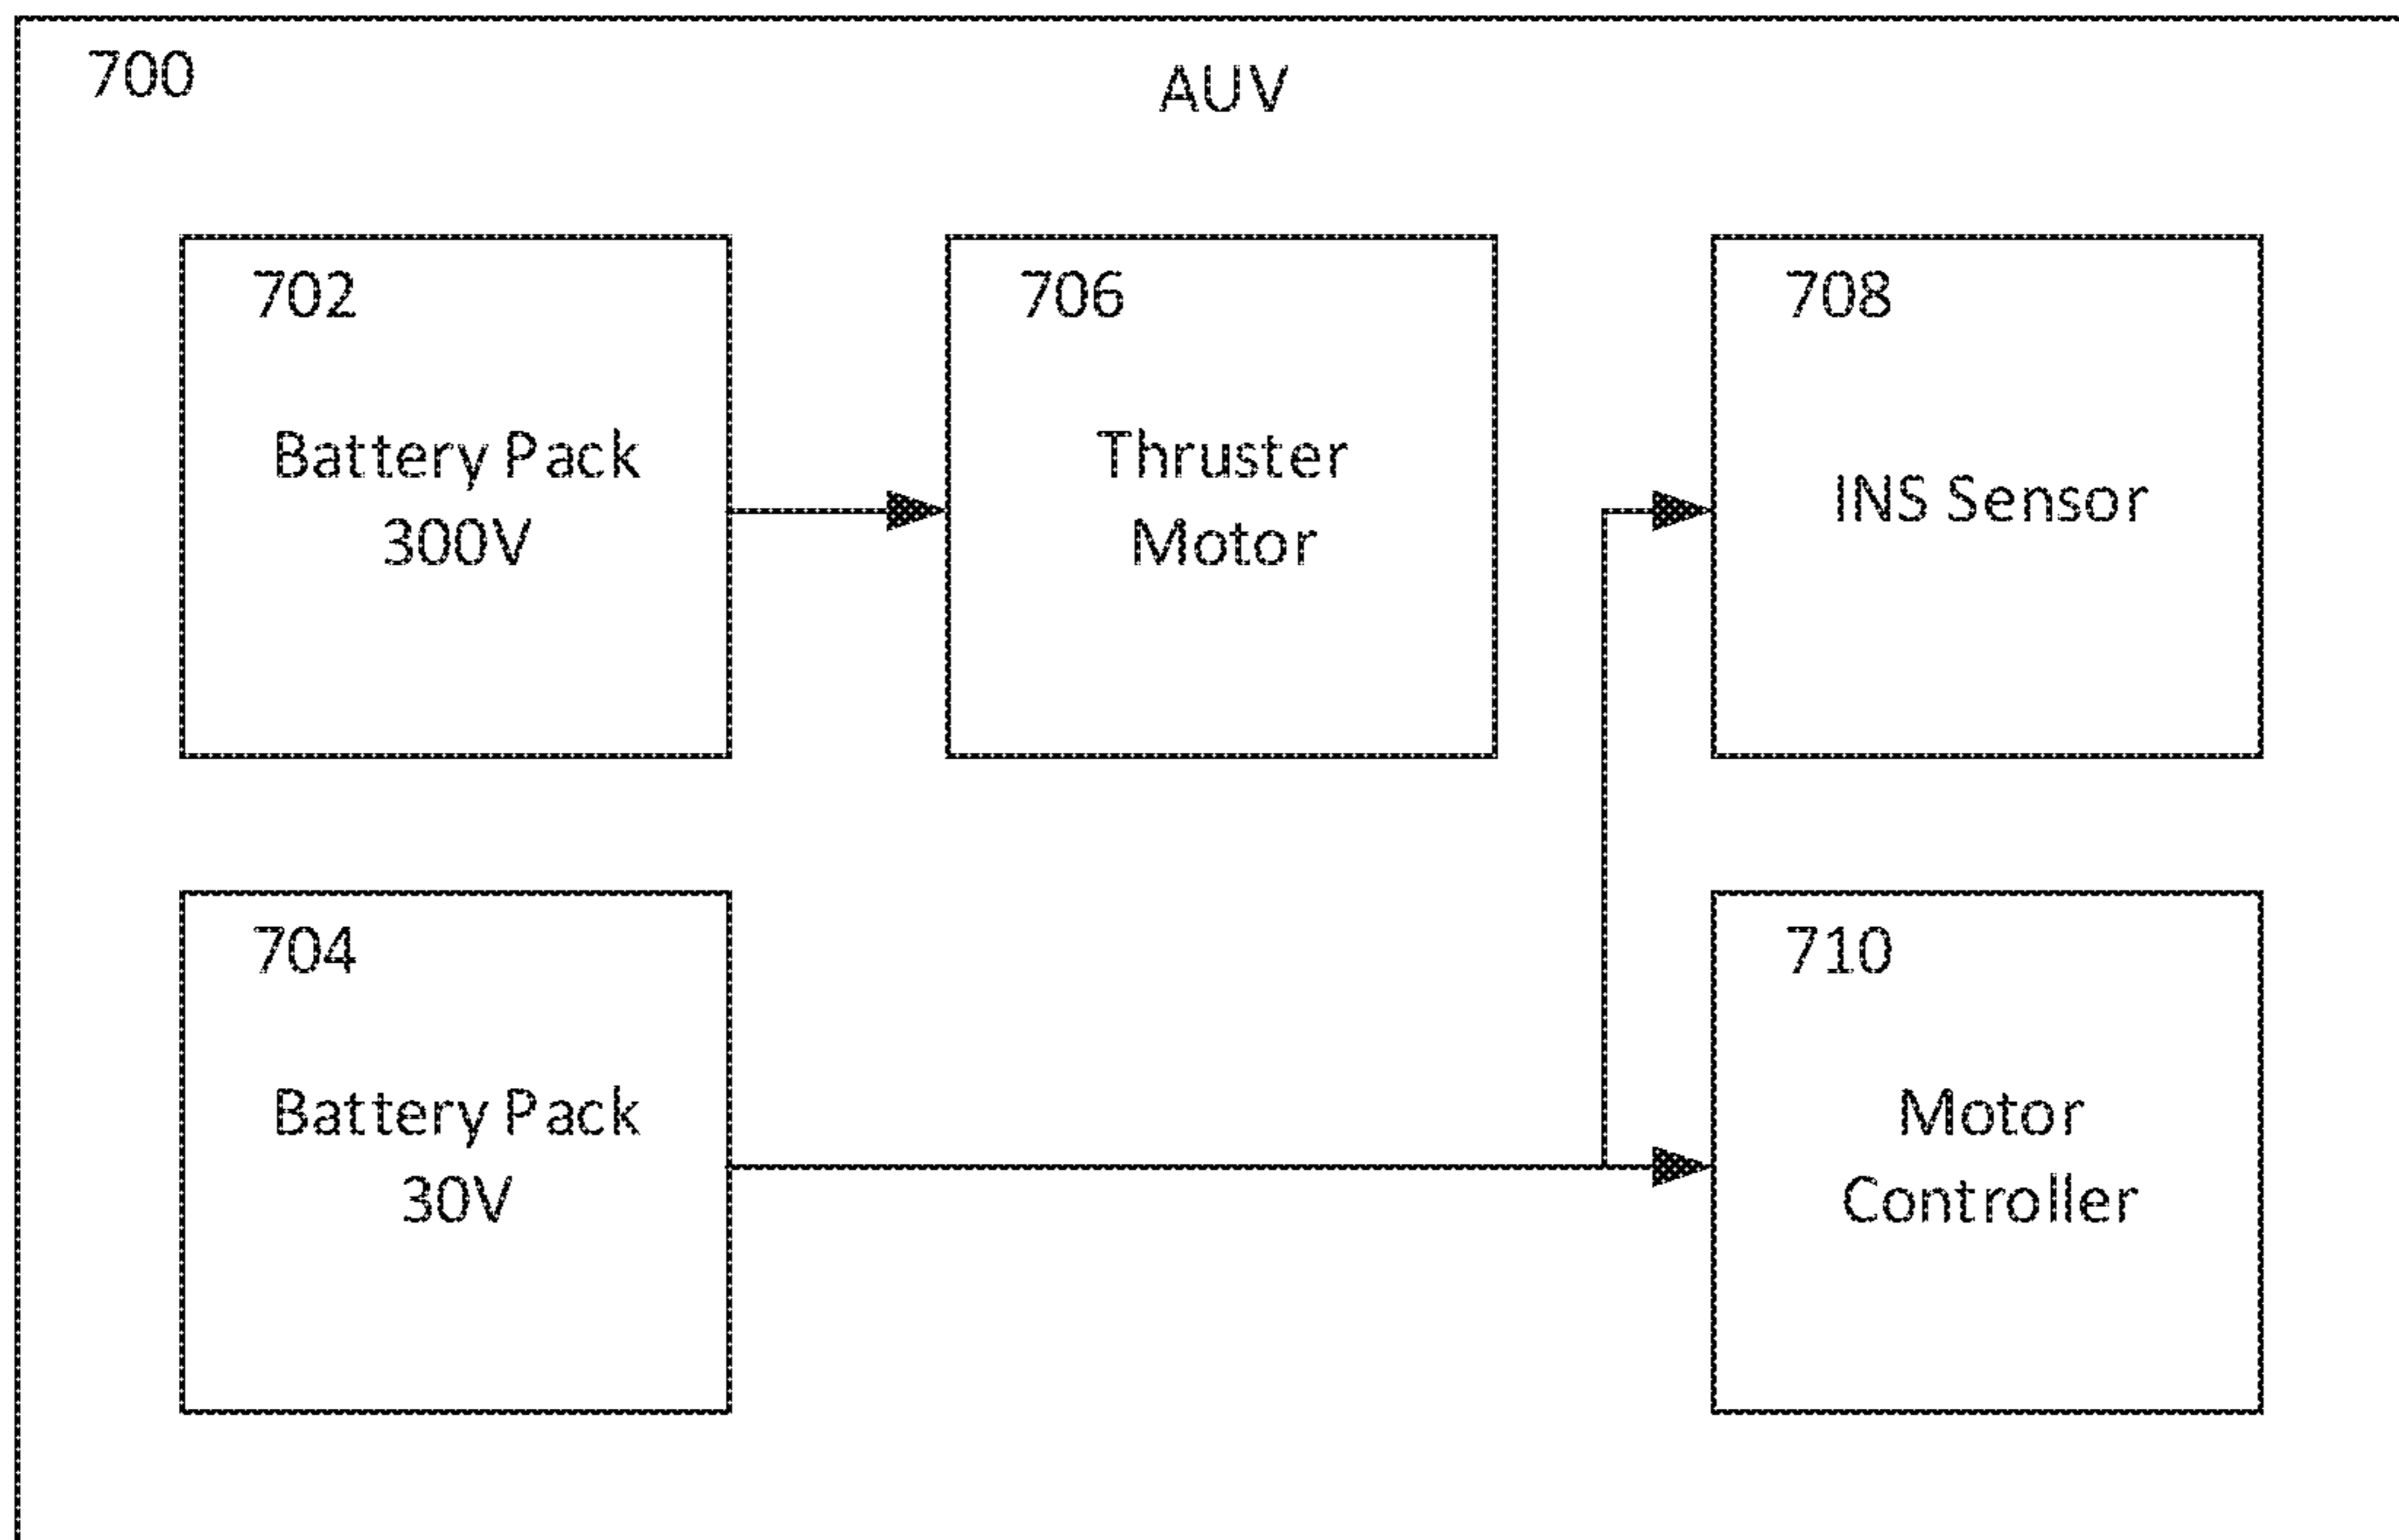 700
AUV
702
Battery Pack
300V
706
Thruster
Motor
708
INS Sensor
704
Battery Pack
30V
710
Motor
Controller